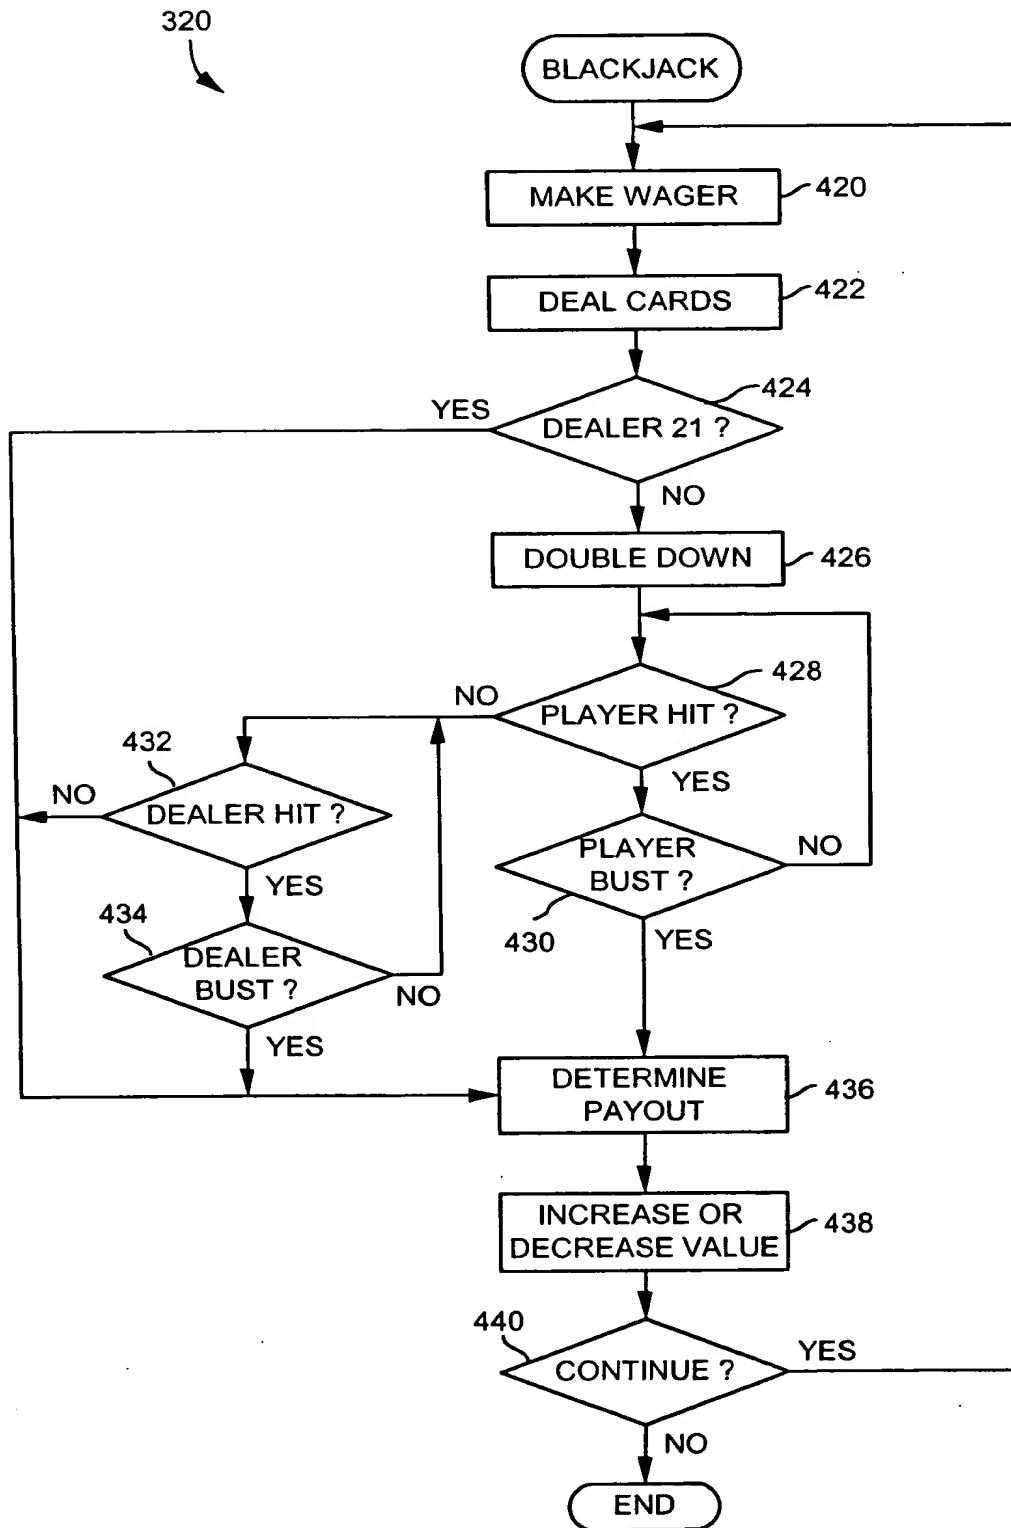 320
BLACKJACK
MAKE WAGER
420
DEAL CARDS
422
424
YES
DEALER 21 ?
NO
DOUBLE DOWN
426
428
NO
PLAYER HIT ?
YES
432
NO
DEALER HIT ?
PLAYER
BUST ?
NO
430
YES
YES
434
DEALER
BUST ?
NO
YES
DETERMINE
PAYOUT
436
INCREASE OR
DECREASE VALUE
438
440
CONTINUE ?
YES
NO
END